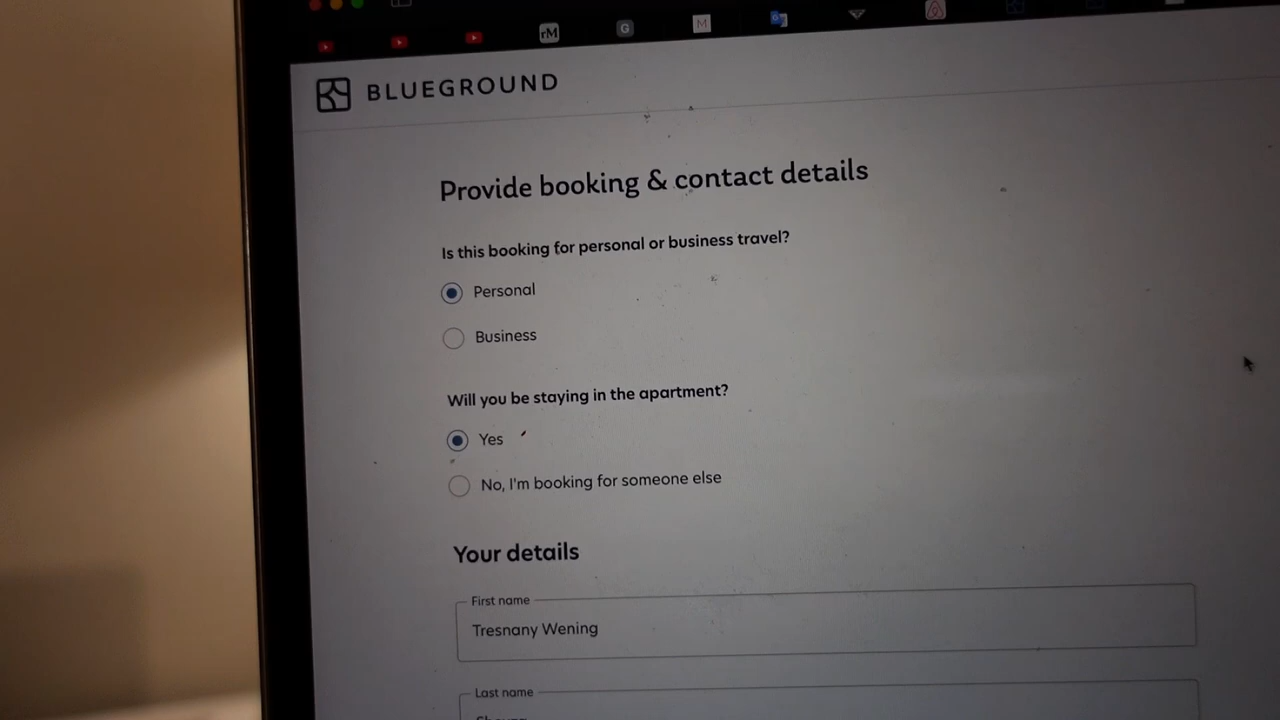 rM
G
M
BLUEGROUND
Provide booking & contact details
Is this booking for personal or business travel?
Personal
Business
Will you be staying in the apartment?
Yes
No, I'm booking for someone else
Your details
First name
Tresnany Wening
Last name